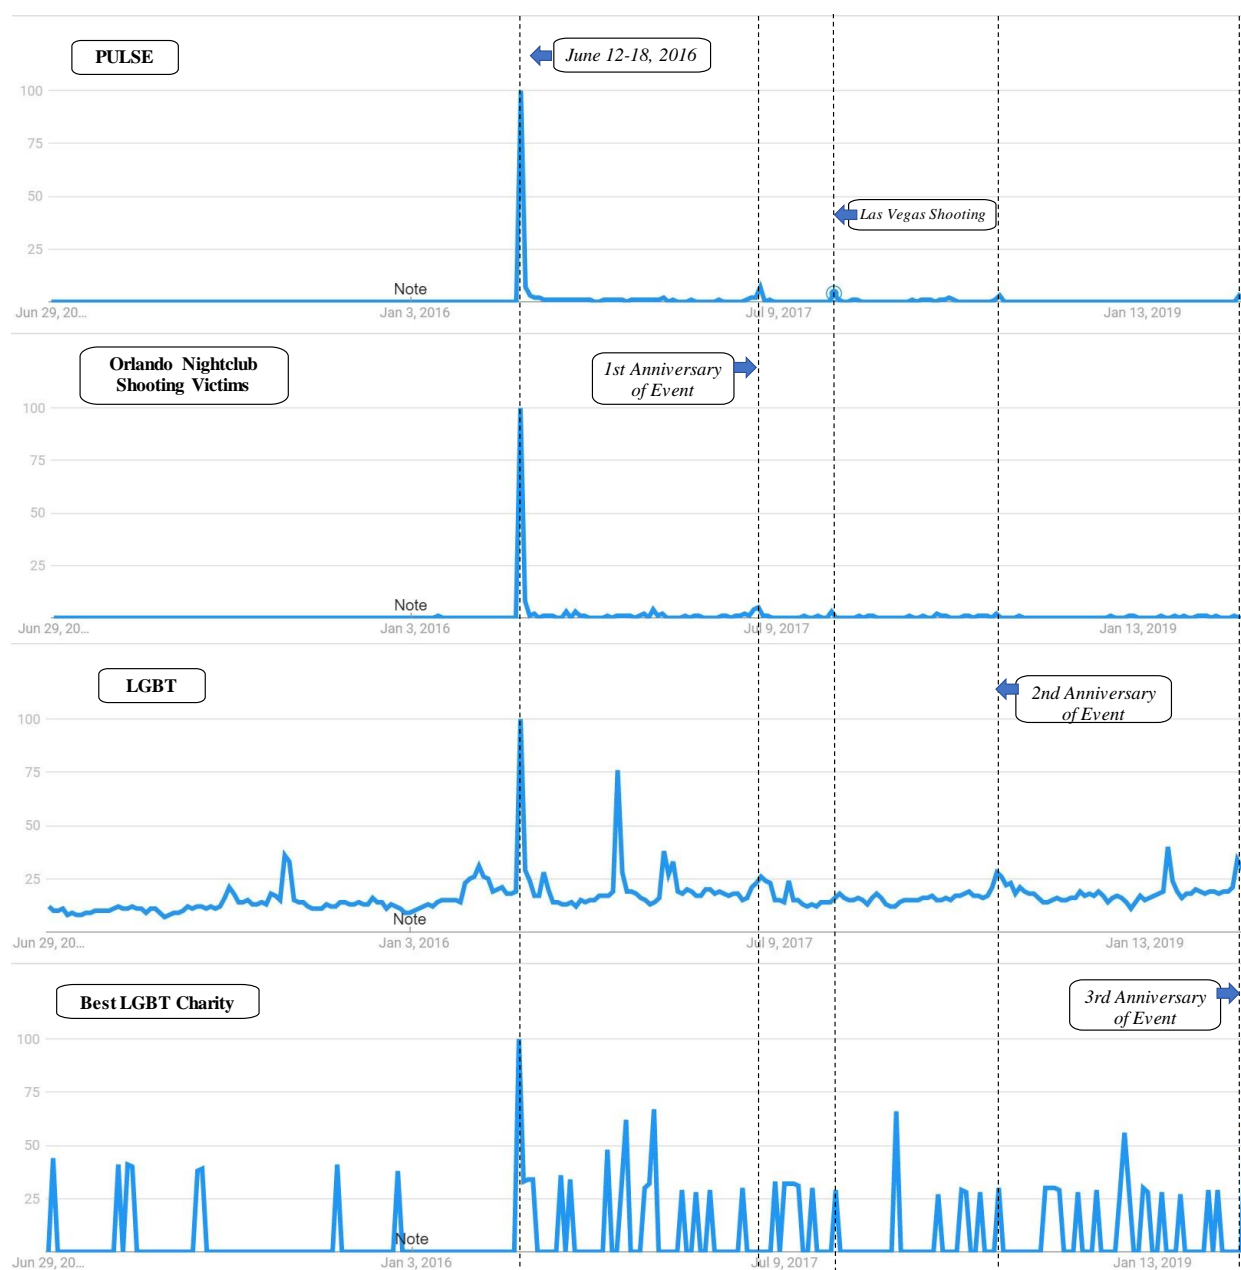 PULSE
June 12-18, 2016
100
75
50
Las Vegas Shooting
25
Note
Jun 29, 20...
Jan 3, 2016
Jul 9, 2017
Jan 13, 2019
Orlando Nightclub
Shooting Victims
1st Anniversary
of Event
100
75
50
25
Note
Jun 29, 20...
Jan 3, 2016
Jul 9, 2017
Jan 13, 2019
LGBT
2nd Anniversary
of Event
100
75
50
25
Note
Jun 29, 20...
Jan 3, 2016
Jul 9, 2017
Jan 13, 2019
Best LGBT Charity
3rd Anniversary
of Event
100
75
50
25
Note
Jun 29, 20...
Jan 3, 2016
Jul 9, 2017
Jan 13, 2019